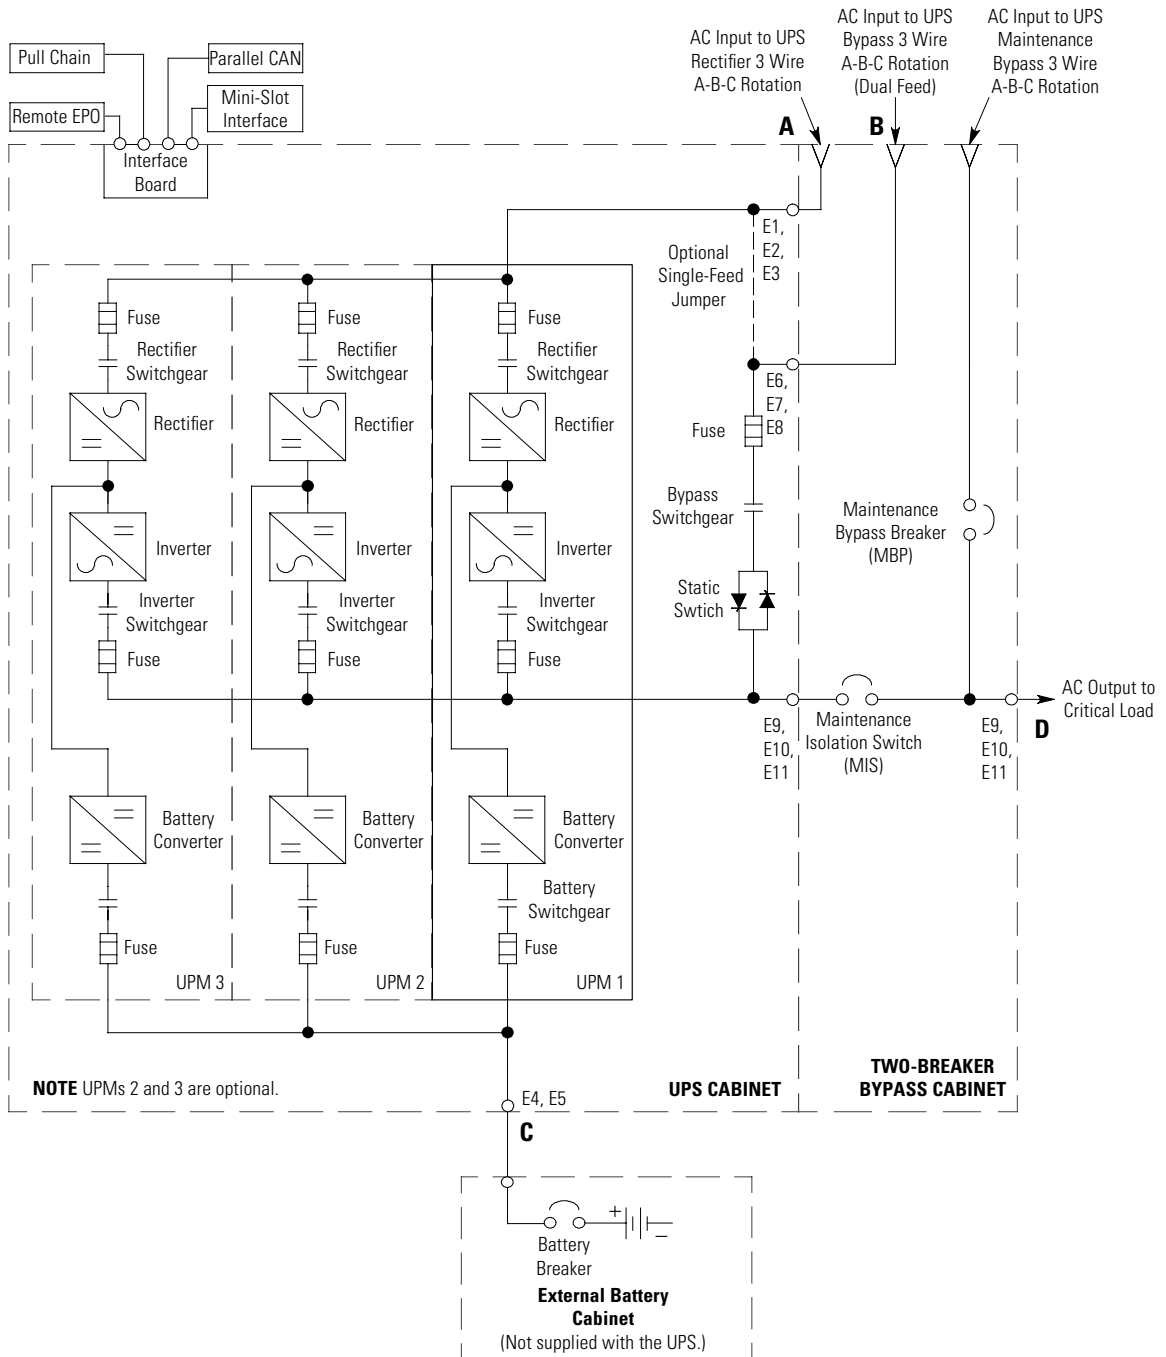 AC Input to UPS
Rectifier 3 Wire
A-B-C Rotation
AC Input to UPS
Bypass 3 Wire
A-B-C Rotation
(Dual Feed)
AC Input to UPS
Maintenance
Bypass 3 Wire
A-B-C Rotation
Pull Chain
Parallel CAN
Remote EPO
Mini-Slot
Interface
Interface
Board
A
B
E1,
E2,
E3
Optional
Single-Feed
Jumper
Fuse
Fuse
Fuse
Rectifier
Switchgear
Rectifier
Switchgear
Rectifier
Switchgear
Rectifier
Rectifier
Rectifier
E6,
E7,
E8
Fuse
Bypass
Switchgear
Maintenance
Bypass Breaker
(MBP)
Inverter
Inverter
Inverter
Static
Swtich
Inverter
Switchgear
Inverter
Switchgear
Inverter
Switchgear
Fuse
Fuse
Fuse
AC Output to
Critical Load
D
E9,
E10,
E11
Maintenance
Isolation Switch
(MIS)
E9,
E10,
E11
Battery
Converter
Battery
Converter
Battery
Converter
Battery
Switchgear
Fuse
Fuse
Fuse
UPM 3
UPM 2
UPM 1
NOTE UPMs 2 and 3 are optional.
UPS CABINET
TWO-BREAKER
BYPASS CABINET
E4, E5
C
+
–
Battery
Breaker
External Battery
Cabinet
(Not supplied with the UPS.)